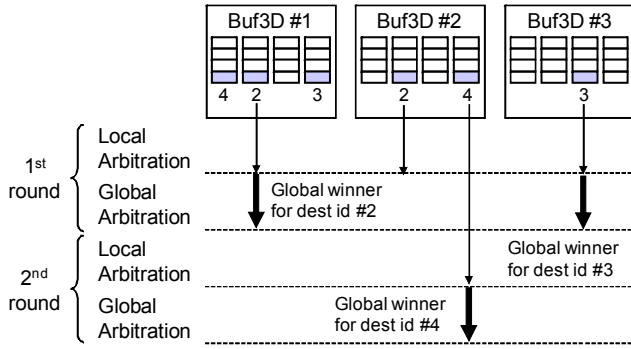 Buf3D #1 Buf3D #2 Buf3D #3
4 2 3 2 4 3
1st
round
Local
Arbitration
Global
Arbitration
Global winner
for dest id #2
2nd
round
Local
Arbitration
Global winner
for dest id #3
Global
Arbitration
Global winner
for dest id #4